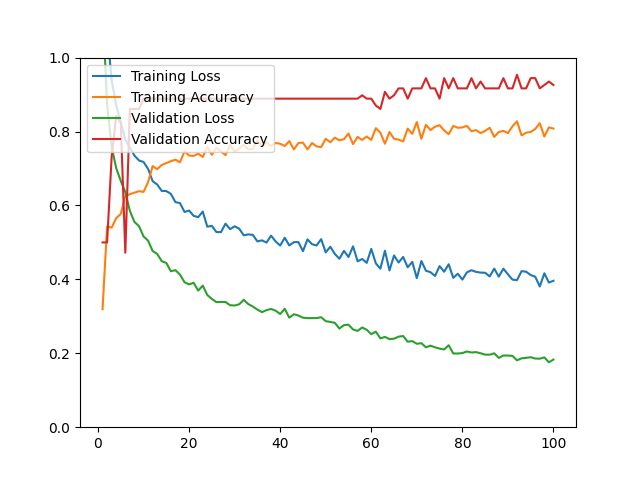 1.0
0.8
0.6
0.4
0.2
0.0
Training Loss
Training Accuracy
Validation Loss
Validation Accuracy
0 20 40 60 80 100